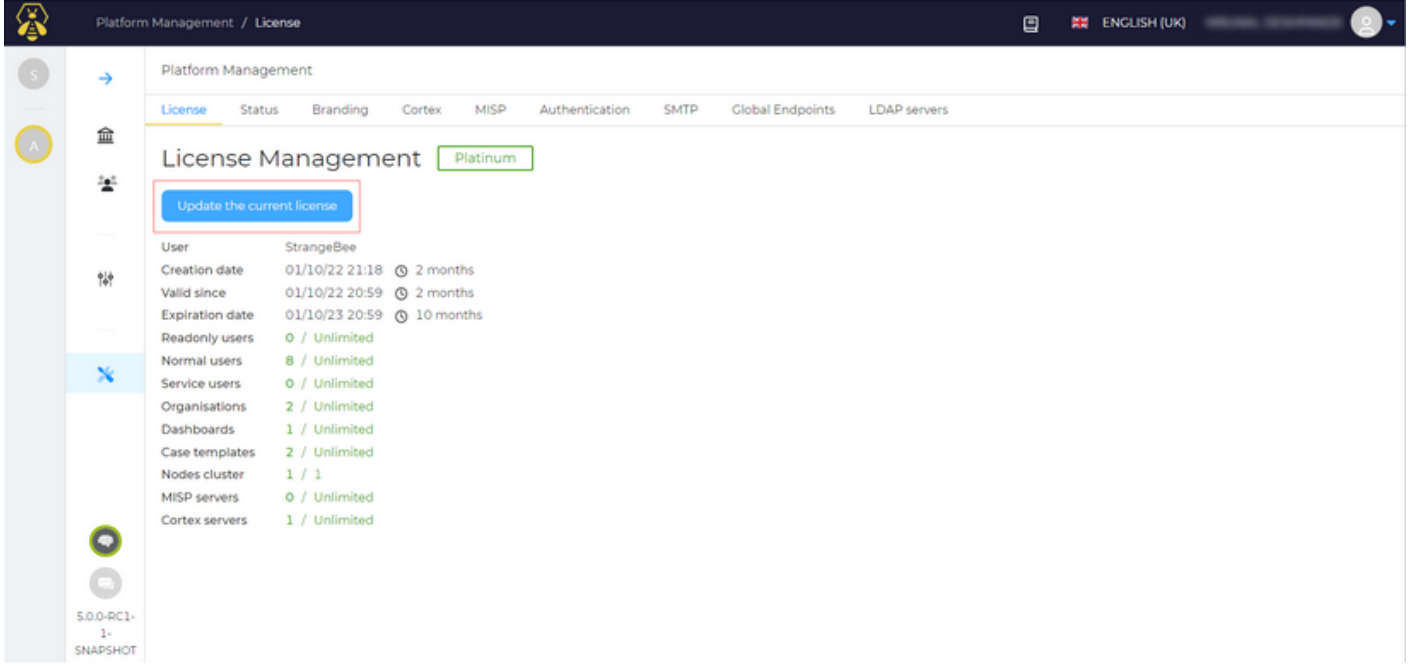 Platform Management / License
ENGLISH (UK)
S
A
Platform Management
License Status Branding Cortex MISP Authentication SMTP Global Endpoints LDAP servers
License Management Platinum
Update the current license
User StrangeBee
Creation date 01/10/22 21:18 2 months
Valid since 01/10/22 20:59 2 months
Expiration date 01/10/23 20:59 10 months
Readonly users 0 / Unlimited
Normal users 8 / Unlimited
Service users 0 / Unlimited
Organisations 2 / Unlimited
Dashboards 1 / Unlimited
Case templates 2 / Unlimited
Nodes cluster 1 / 1
MISP servers 0 / Unlimited
Cortex servers 1 / Unlimited
5.0.0-RC1-
1-
SNAPSHOT